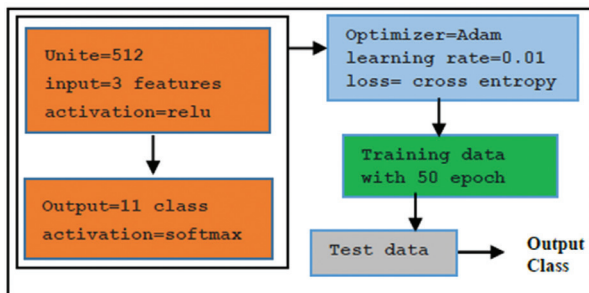 Unite=512
input=3 features
activation=relu
Output=11 class
activation=softmax
Optimizer=Adam
learning rate=0.01
loss= cross entropy
Training data
with 50 epoch
Test data
Output
Class